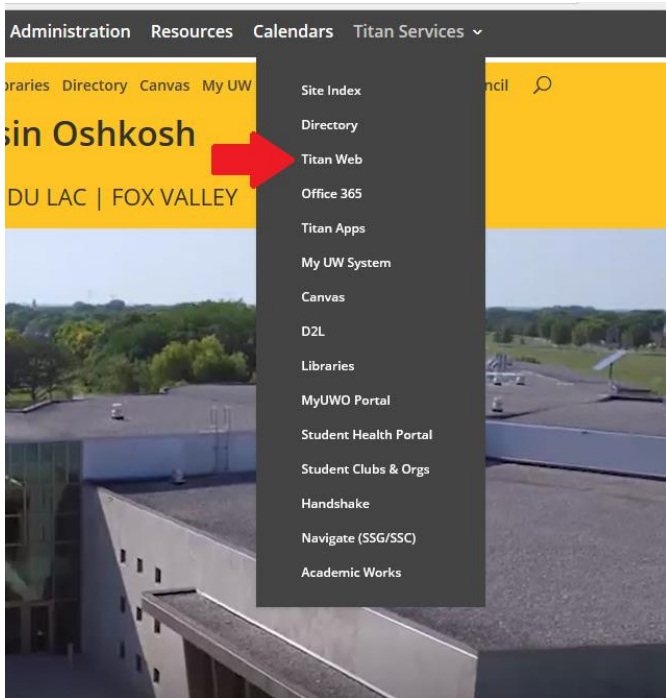 Administration Resources Calendars Titan Services
Directory Canvas My UW
sin Oshkosh
DU LAC | FOX VALLEY
Site Index
Directory
Titan Web
Office 365
Titan Apps
My UW System
Canvas
D2L
Libraries
MyUWO Portal
Student Health Portal
Student Clubs & Orgs
Handshake
Navigate (SSG/SSC)
Academic Works